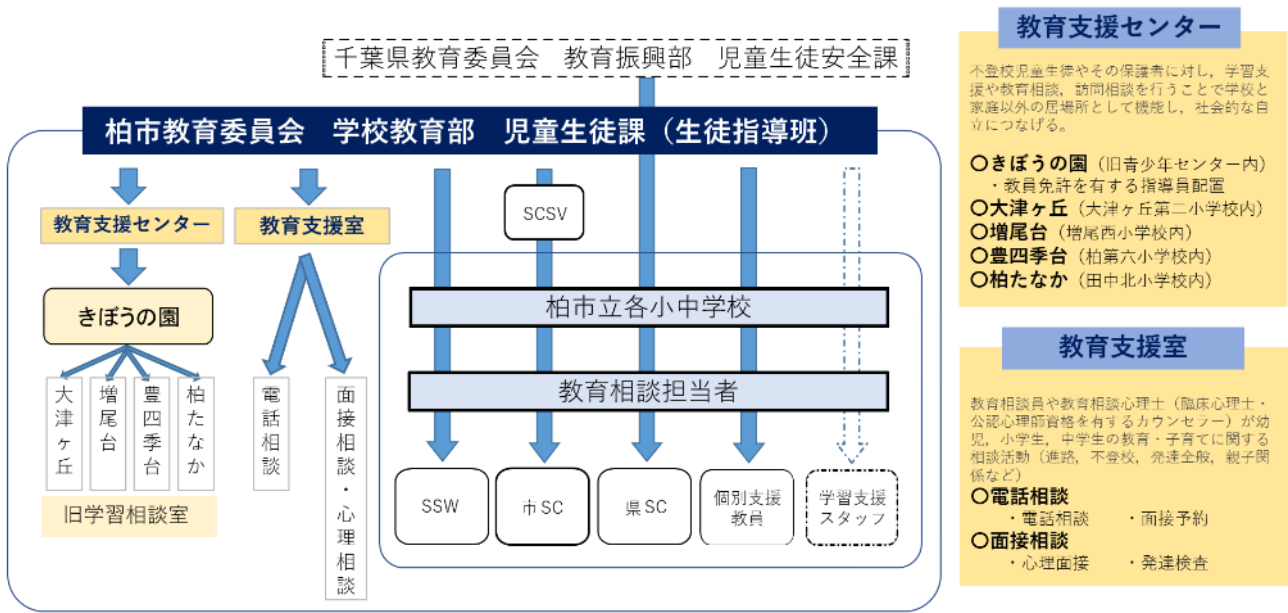 千葉県教育委員会　教育振興部　児童生徒安全課
柏市教育委員会　学校教育部　児童生徒課（生徒指導班）
教育支援センター
教育支援室
SCSV
きぼうの園
大津ヶ丘
増尾台
豊四季台
柏たなか
旧学習相談室
電話相談
面接相談・心理相談
柏市立各小中学校
教育相談担当者
SSW
市SC
県SC
個別支援
教員
学習支援
スタッフ
教育支援センター
不登校児童生徒やその保護者に対し，学習支
援や教育相談，訪問相談を行うことで学校と
家庭以外の居場所として機能し，社会的な自
立につなげる。
〇きぼうの園（旧青少年センター内）
・教員免許を有する指導員配置
〇大津ヶ丘（大津ヶ丘第二小学校内）
〇増尾台（増尾西小学校内）
〇豊四季台（柏第六小学校内）
〇柏たなか（田中北小学校内）
教育支援室
教育相談員や教育相談心理士（臨床心理士・
公認心理師資格を有するカウンセラー）が幼
児，小学生，中学生の教育・子育てに関する
相談活動（進路，不登校，発達全般，親子関
係など）
〇電話相談
・電話相談　・面接予約
〇面接相談
・心理面接　・発達検査